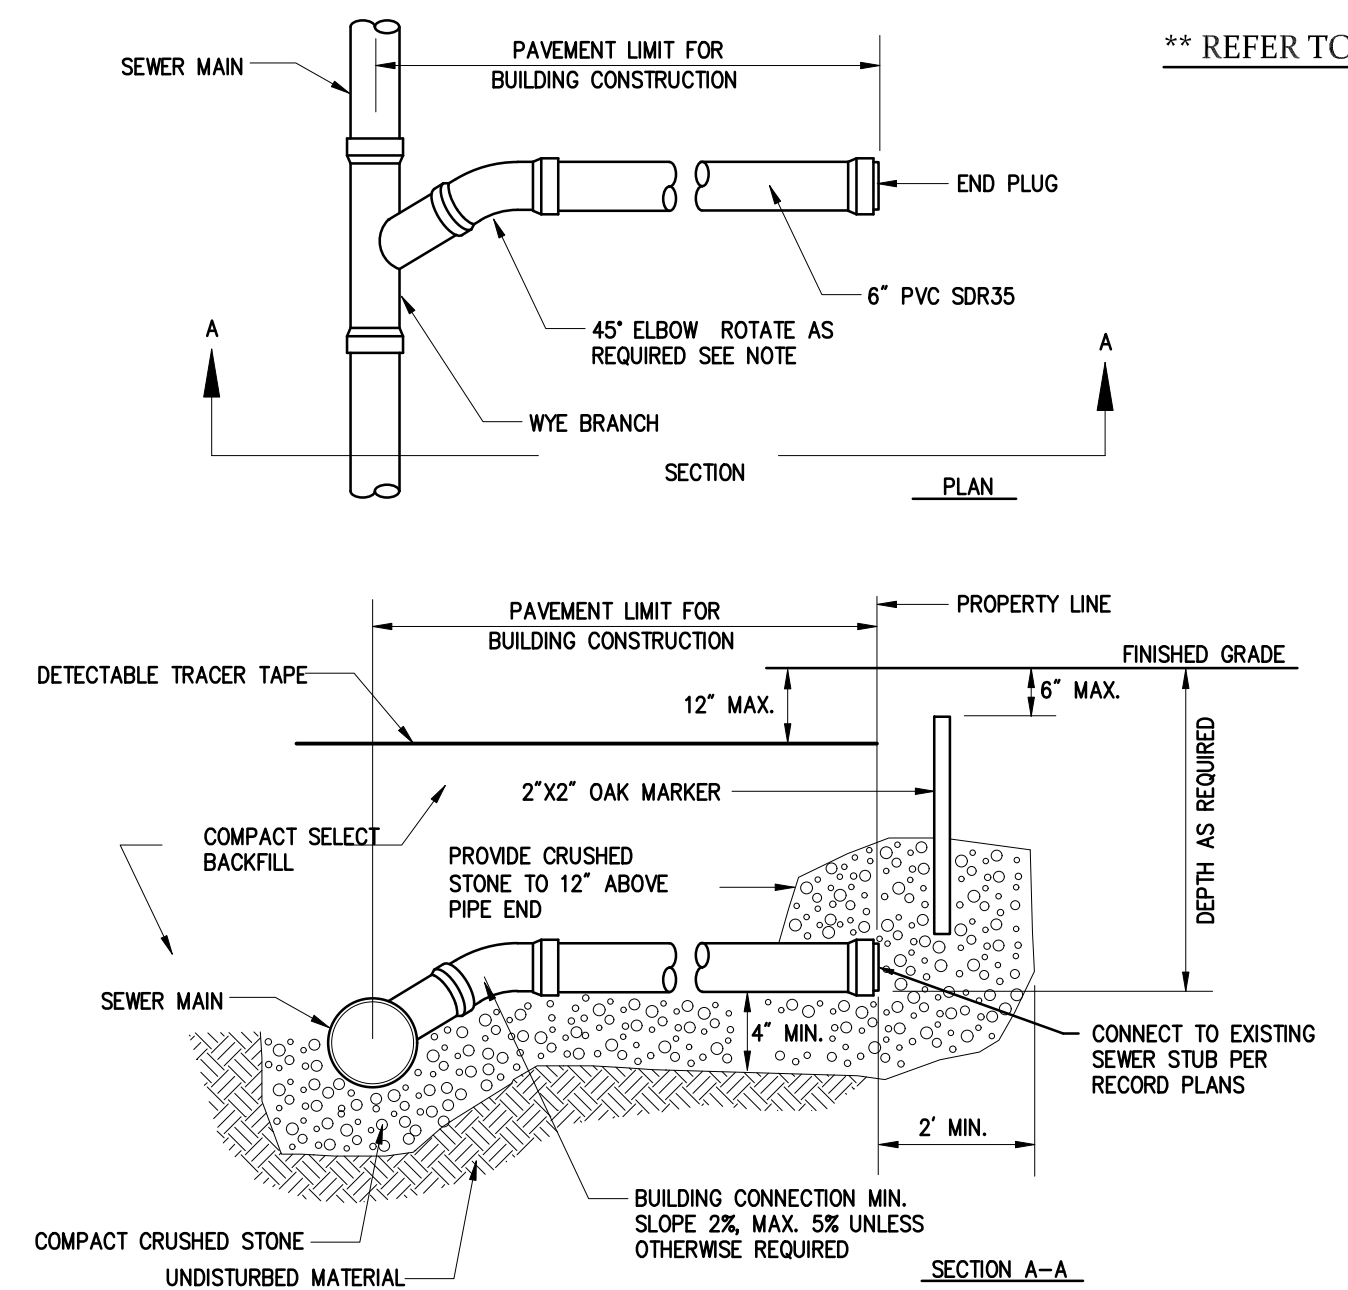 SEWER MAIN
PAVEMENT LIMIT FOR
BUILDING CONSTRUCTION
** REFER TO
END PLUG
6" PVC SDR35
45° ELBOW ROTATE AS
REQUIRED SEE NOTE
A
A
WYE BRANCH
SECTION
PLAN
PAVEMENT LIMIT FOR
BUILDING CONSTRUCTION
PROPERTY LINE
FINISHED GRADE
DETECTABLE TRACER TAPE
12" MAX.
6" MAX.
DEPTH AS REQUIRED
2"X2" OAK MARKER
COMPACT SELECT
BACKFILL
PROVIDE CRUSHED
STONE TO 12" ABOVE
PIPE END
SEWER MAIN
4" MIN.
CONNECT TO EXISTING
SEWER STUB PER
RECORD PLANS
2' MIN.
BUILDING CONNECTION MIN.
SLOPE 2%, MAX. 5% UNLESS
OTHERWISE REQUIRED
COMPACT CRUSHED STONE
UNDISTURBED MATERIAL
SECTION A-A